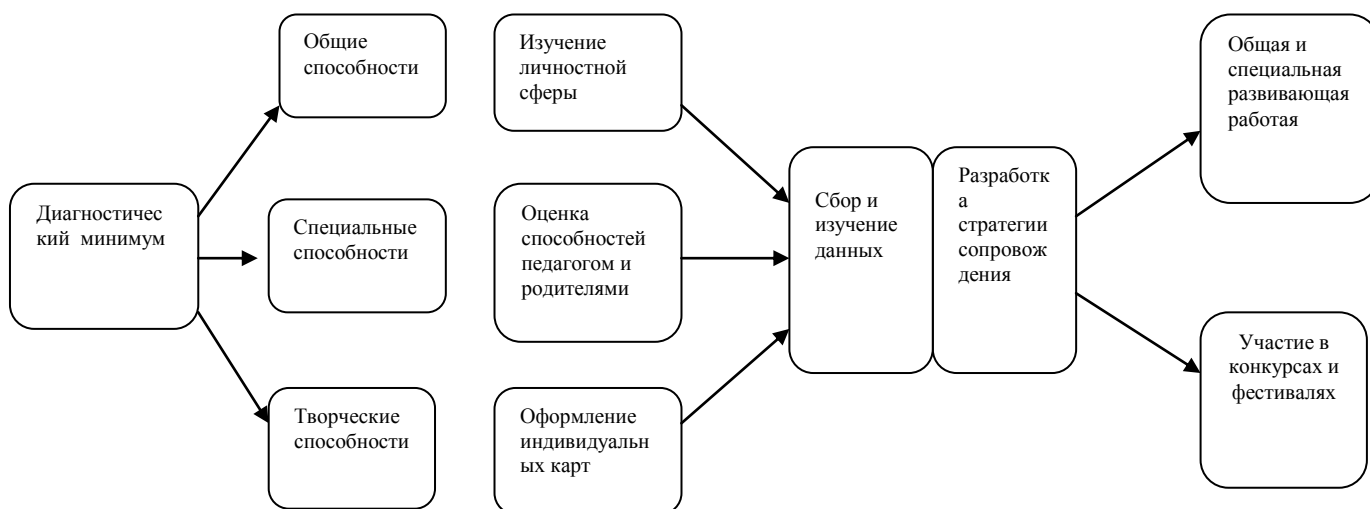 Диагностичес
кий  минимум
Общие
способности
Специальные
способности
Творческие
способности
Изучение
личностной
сферы
Оценка
способностей
педагогом и
родителями
Оформление
индивидуальн
ых карт
Сбор и
изучение
данных
Разработк
а
стратегии
сопровож
дения
Общая и
специальная
развивающая
работая
Участие в
конкурсах и
фестивалях